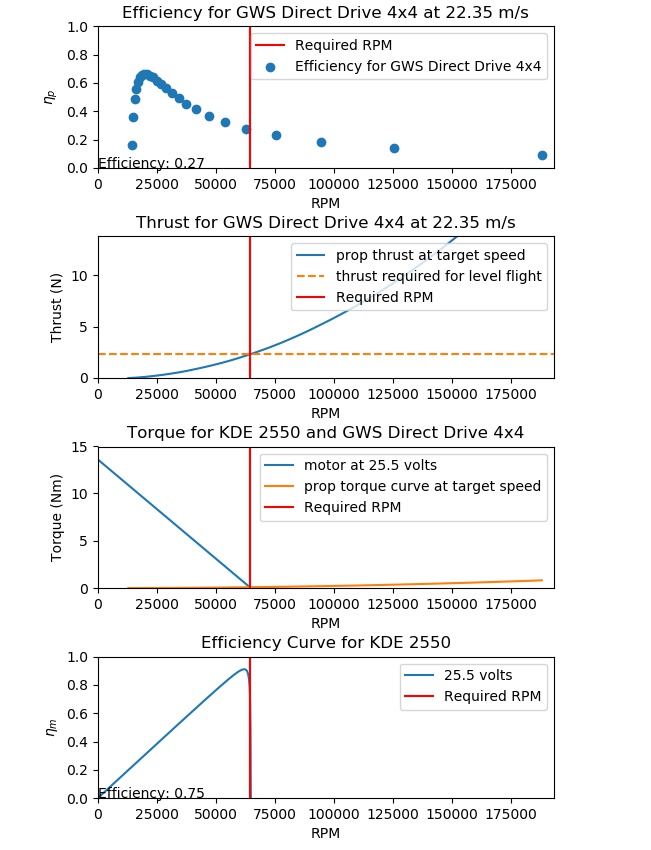 Efficiency for GWS Direct Drive 4x4 at 22.35 m/s
1.0
0.8
0.6
0.4
0.2
0.0
ηp
Required RPM
Efficiency for GWS Direct Drive 4x4
Efficiency: 0.27
0 25000 50000 75000 100000 125000 150000 175000
RPM
Thrust for GWS Direct Drive 4x4 at 22.35 m/s
10
5
0
Thrust (N)
prop thrust at target speed
thrust required for level flight
Required RPM
0 25000 50000 75000 100000 125000 150000 175000
RPM
Torque for KDE 2550 and GWS Direct Drive 4x4
15
10
5
0
Torque (Nm)
motor at 25.5 volts
prop torque curve at target speed
Required RPM
0 25000 50000 75000 100000 125000 150000 175000
RPM
Efficiency Curve for KDE 2550
1.0
0.8
0.6
0.4
0.2
0.0
ηm
25.5 volts
Required RPM
Efficiency: 0.75
0 25000 50000 75000 100000 125000 150000 175000
RPM